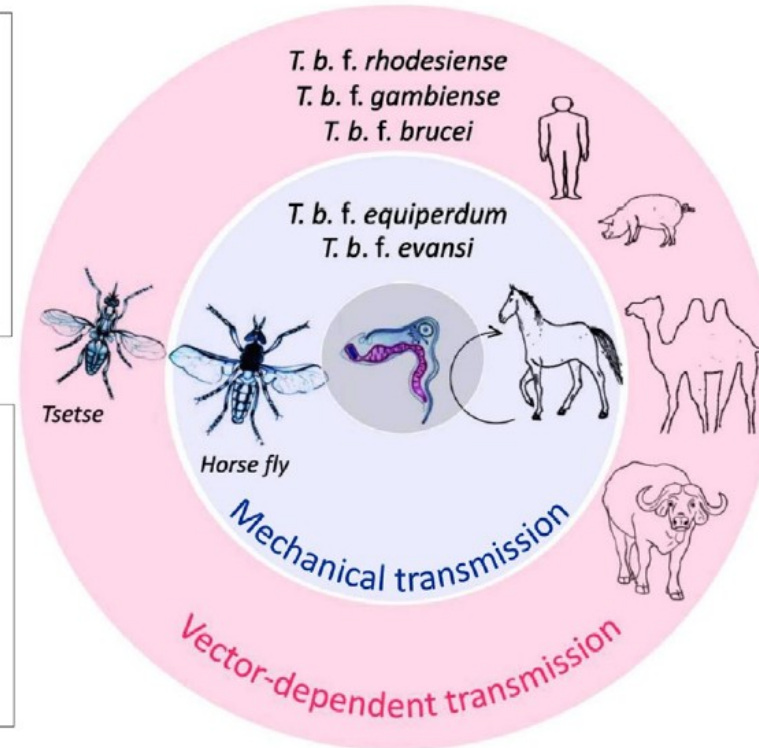 T. b. f. rhodesiense
T. b. f. gambiense
T. b. f. brucei
T. b. f. equiperdum
T. b. f. evansi
Tsetse
Horse fly
Mechanical transmission
Vector-dependent transmission